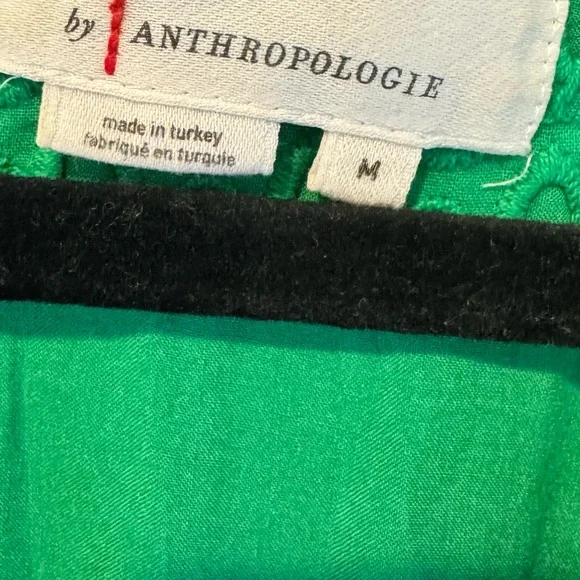 by ANTHROPOLOGIE
made in turkey
fabriqué en turquie
M